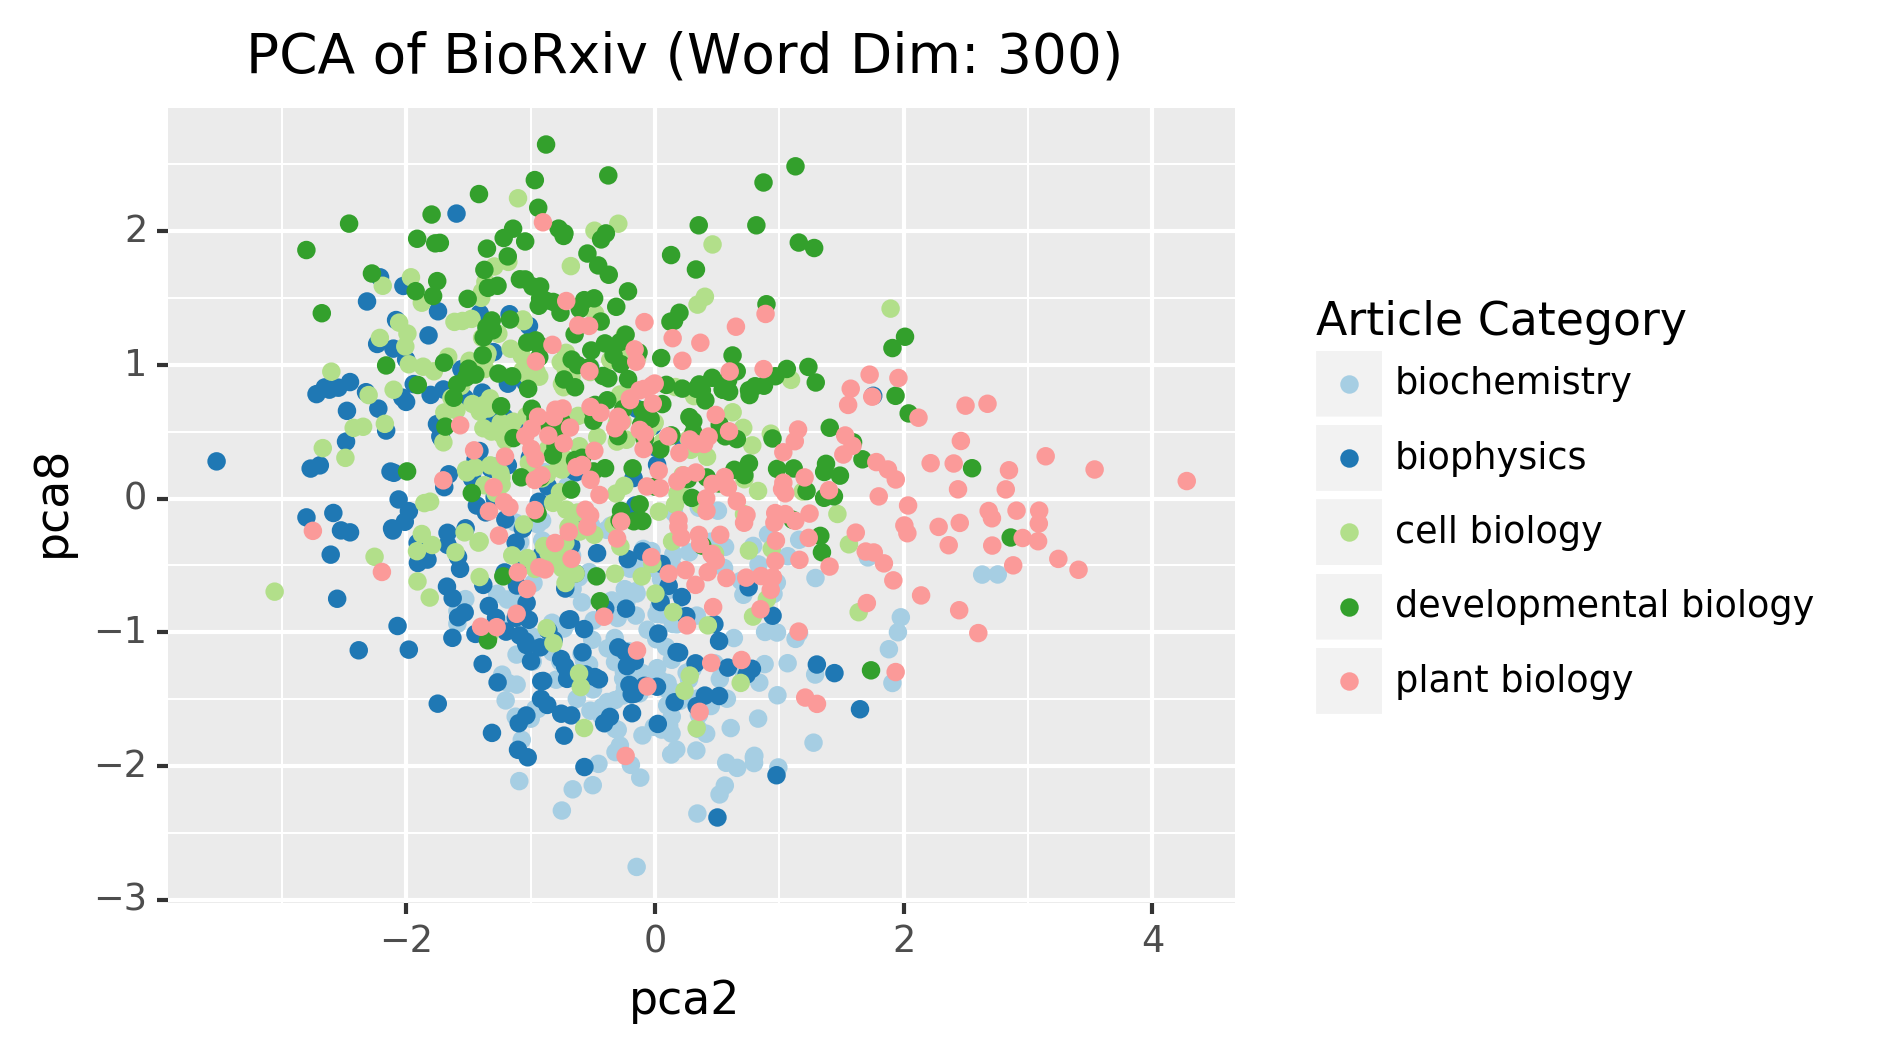 PCA of BioRxiv (Word Dim: 300)
pca8
2
1
0
−1
−2
−3
−2 0 2 4
pca2
Article Category
biochemistry
biophysics
cell biology
developmental biology
plant biology